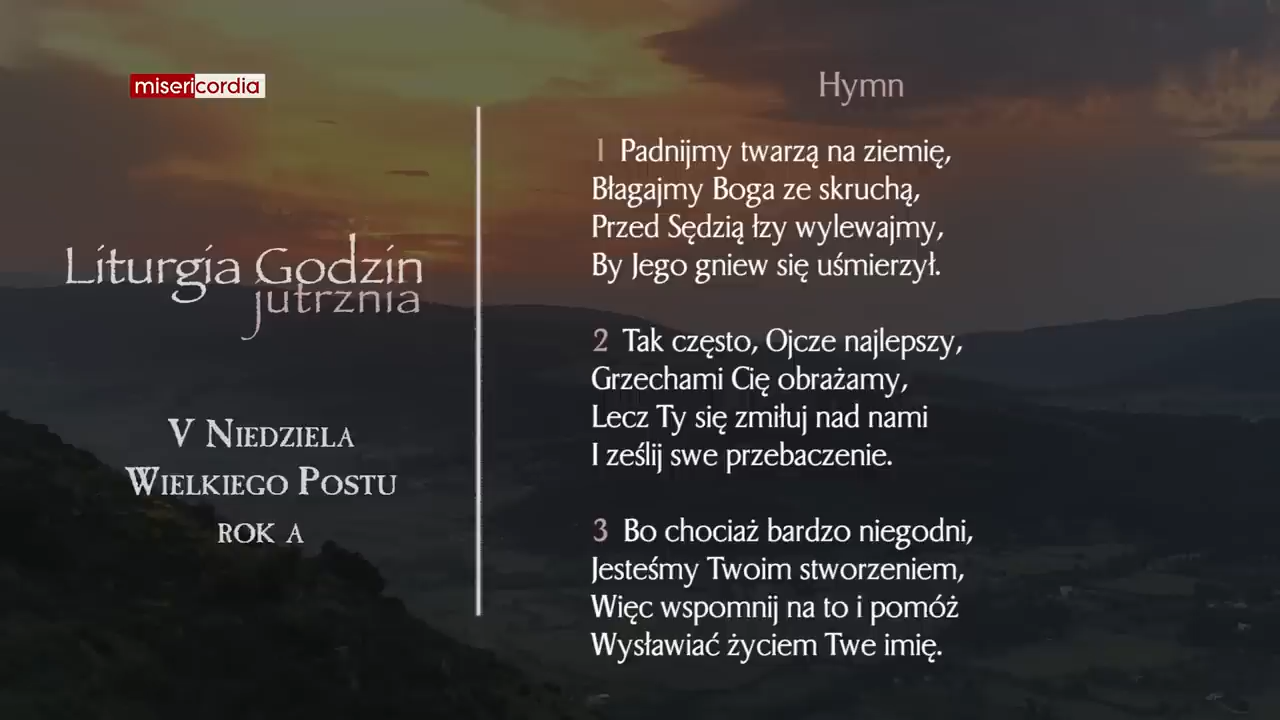 misericordia
Liturgia Godzin
jutrznia
V Niedziela
Wielkiego Postu
rok A
Hymn
1 Padnijmy twarzą na ziemię,
Błagajmy Boga ze skruchą,
Przed Sędzią łzy wylewajmy,
By Jego gniew się uśmierzył.
2 Tak często, Ojcze najlepszy,
Grzechami Cię obrażamy,
Lecz Ty się zmiłuj nad nami
I ześlij swe przebaczenie.
3 Bo chociaż bardzo niegodni,
Jesteśmy Twoim stworzeniem,
Więc wspomnij na to i pomóż
Wysławiać życiem Twe imię.